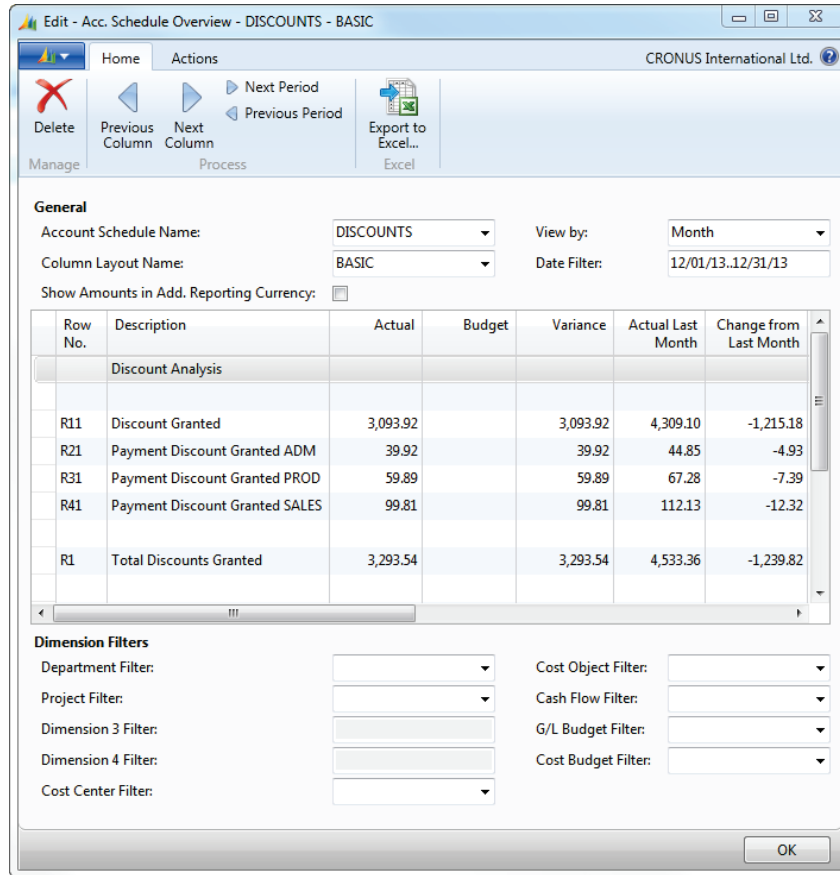 Edit - Acc. Schedule Overview - DISCOUNTS - BASIC
Home Actions CRONUS International Ltd.
Delete Previous Column Next Column Next Period Previous Period Export to Excel...
Manage Process Excel
General
Account Schedule Name: DISCOUNTS View by: Month
Column Layout Name: BASIC Date Filter: 12/01/13..12/31/13
Show Amounts in Add. Reporting Currency:
Row No. Description Actual Budget Variance Actual Last Month Change from Last Month
Discount Analysis
R11 Discount Granted 3,093.92 3,093.92 4,309.10 -1,215.18
R21 Payment Discount Granted ADM 39.92 39.92 44.85 -4.93
R31 Payment Discount Granted PROD 59.89 59.89 67.28 -7.39
R41 Payment Discount Granted SALES 99.81 99.81 112.13 -12.32
R1 Total Discounts Granted 3,293.54 3,293.54 4,533.36 -1,239.82
Dimension Filters
Department Filter: Cost Object Filter:
Project Filter: Cash Flow Filter:
Dimension 3 Filter: G/L Budget Filter:
Dimension 4 Filter: Cost Budget Filter:
Cost Center Filter:
OK